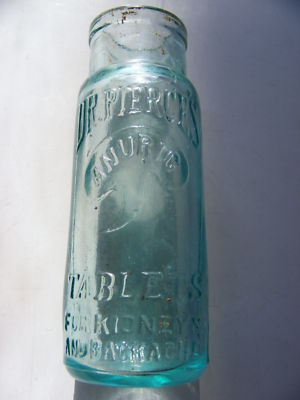 DR. PIERCE'S
ANURIC
TABLETS
FOR KIDNEYS
AND BACKACHE